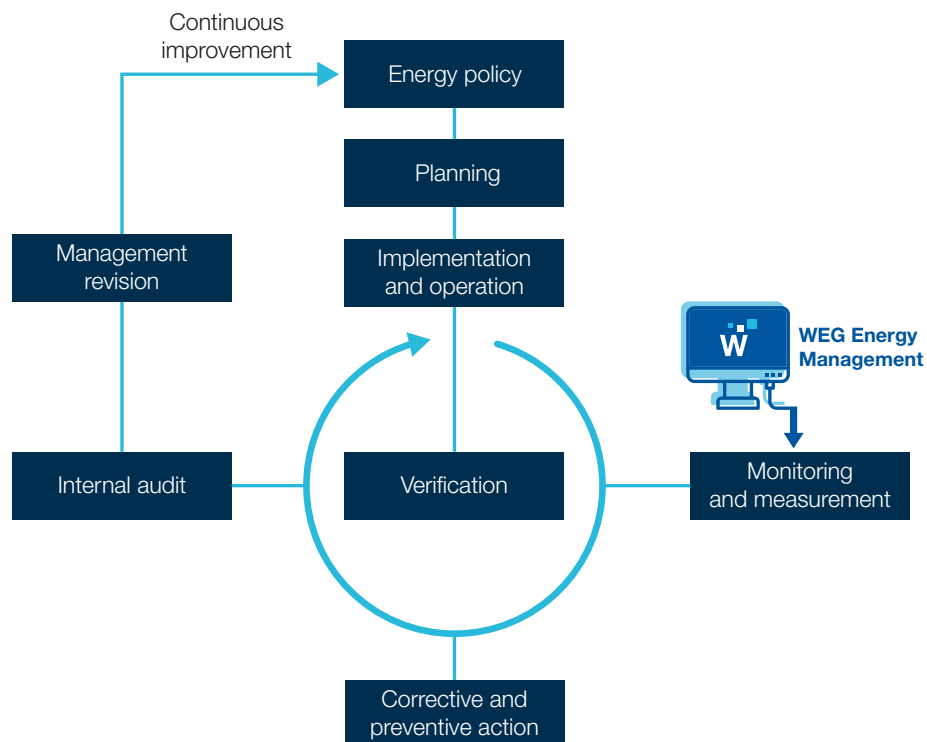 Continuous
improvement
Energy policy
Planning
Management
revision
Implementation
and operation
W
WEG Energy
Management
Internal audit
Verification
Monitoring
and measurement
Corrective and
preventive action